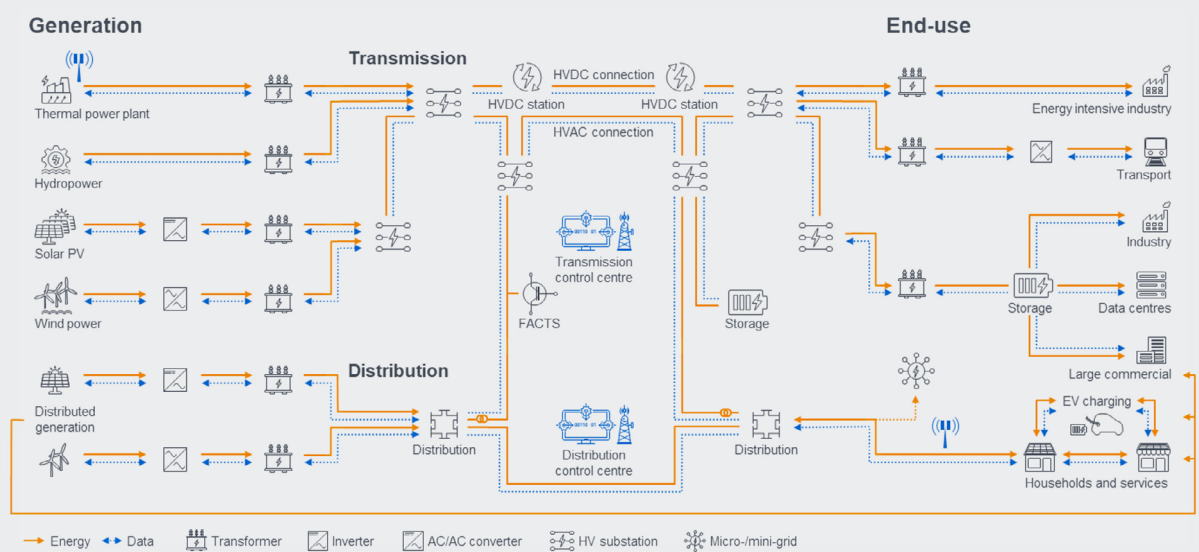 Generation
End-use
Transmission
HVDC connection
HVDC station
HVDC station
Thermal power plant
Energy intensive industry
HVAC connection
Hydropower
Transport
Solar PV
Transmission
control centre
Industry
Wind power
FACTS
Storage
Storage
Data centres
Distribution
Large commercial
Distributed
generation
EV charging
Distribution
Distribution
control centre
Distribution
Households and services
Energy
Data
Transformer
Inverter
AC/AC converter
HV substation
Micro-/mini-grid